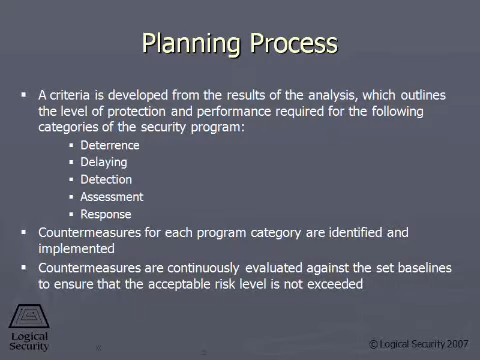 Planning Process
▪ A criteria is developed from the results of the analysis, which outlines
the level of protection and performance required for the following
categories of the security program:
▪ Deterrence
▪ Delaying
▪ Detection
▪ Assessment
▪ Response
▪ Countermeasures for each program category are identified and
implemented
▪ Countermeasures are continuously evaluated against the set baselines
to ensure that the acceptable risk level is not exceeded
Logical
Security
© Logical Security 2007